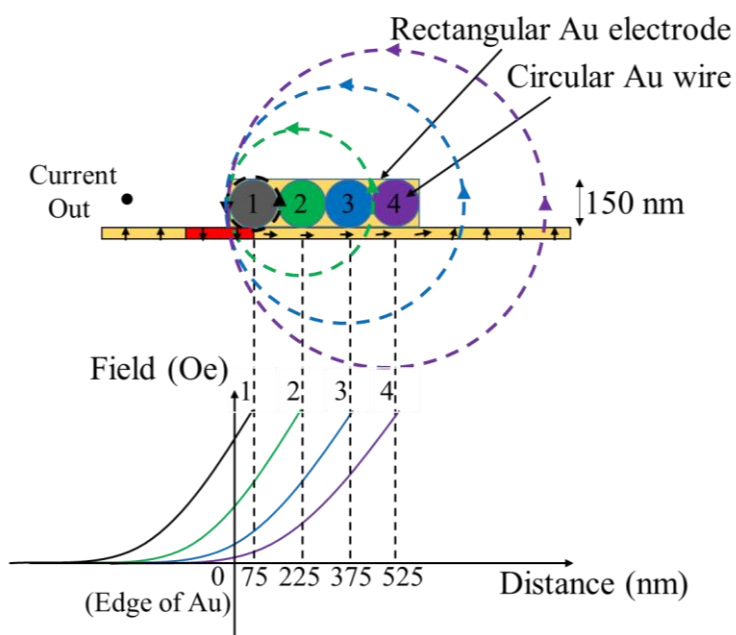 Rectangular Au electrode
Circular Au wire
Current
Out
1 2 3 4
150 nm
Field (Oe)
1 2 3 4
0 75 225 375 525
(Edge of Au)
Distance (nm)